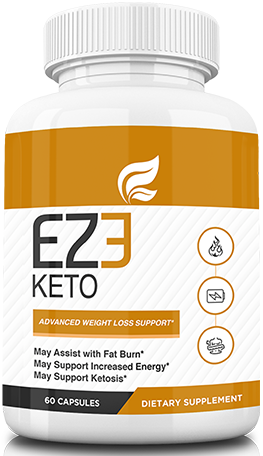 EZ3
KETO
ADVANCED WEIGHT LOSS SUPPORT*
May Assist with Fat Burn*
May Support Increased Energy*
May Support Ketosis*
60 CAPSULES
DIETARY SUPPLEMENT